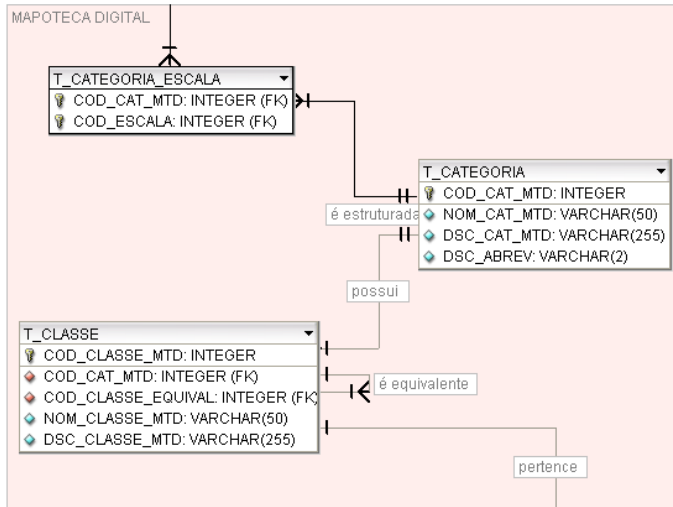 MAPOTECA DIGITAL
T_CATEGORIA_ESCALA
COD_CAT_MTD: INTEGER (FK)
COD_ESCALA: INTEGER (FK)
T_CATEGORIA
COD_CAT_MTD: INTEGER
NOM_CAT_MTD: VARCHAR(50)
DSC_CAT_MTD: VARCHAR(255)
DSC_ABREV: VARCHAR(2)
é estruturada
possui
T_CLASSE
COD_CLASSE_MTD: INTEGER
COD_CAT_MTD: INTEGER (FK)
COD_CLASSE_EQUIVAL: INTEGER (FK)
NOM_CLASSE_MTD: VARCHAR(50)
DSC_CLASSE_MTD: VARCHAR(255)
é equivalente
pertence